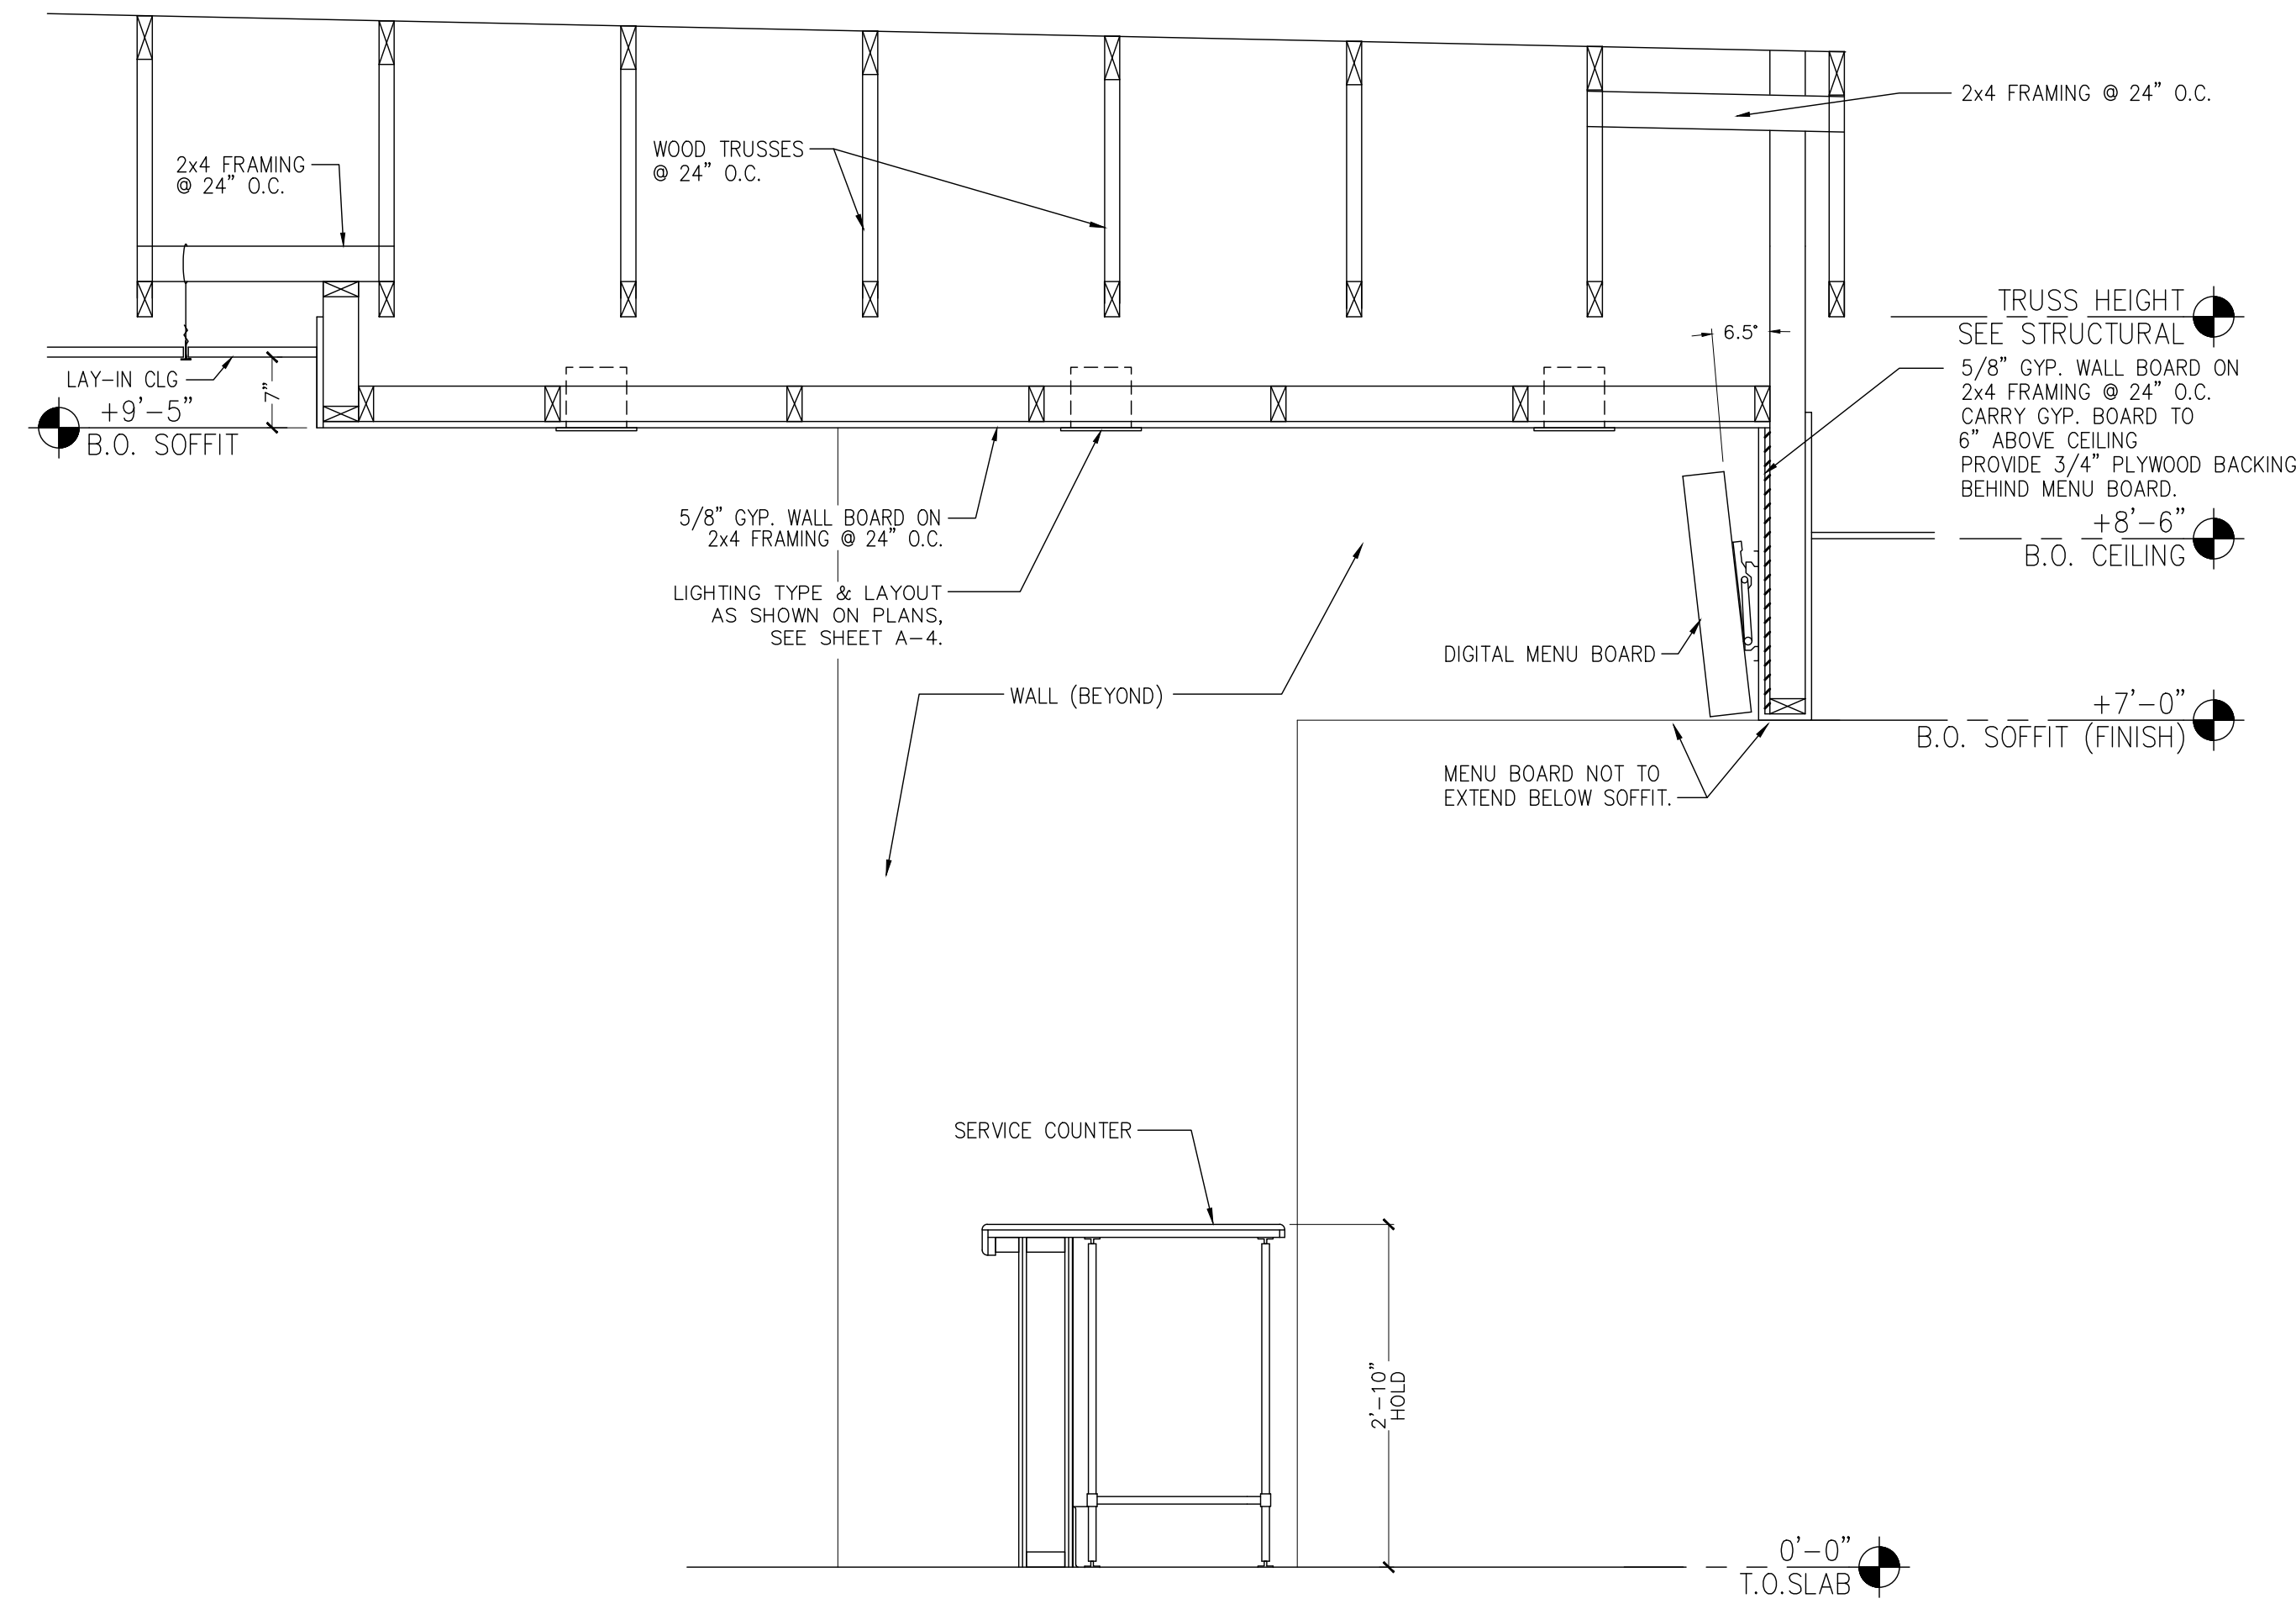 2x4 FRAMING @ 24" O.C.
WOOD TRUSSES
@ 24" O.C.
2x4 FRAMING
@ 24" O.C.
TRUSS HEIGHT
SEE STRUCTURAL
6.5°
5/8" GYP. WALL BOARD ON
2x4 FRAMING @ 24" O.C.
CARRY GYP. BOARD TO
6" ABOVE CEILING
PROVIDE 3/4" PLYWOOD BACKING
BEHIND MENU BOARD.
LAY-IN CLG
7"
+9'-5"
B.O. SOFFIT
5/8" GYP. WALL BOARD ON
2x4 FRAMING @ 24" O.C.
+8'-6"
B.O. CEILING
LIGHTING TYPE & LAYOUT
AS SHOWN ON PLANS,
SEE SHEET A-4.
DIGITAL MENU BOARD
WALL (BEYOND)
+7'-0"
B.O. SOFFIT (FINISH)
MENU BOARD NOT TO
EXTEND BELOW SOFFIT.
SERVICE COUNTER
2'-10"
HOLD
0'-0"
T.O.SLAB